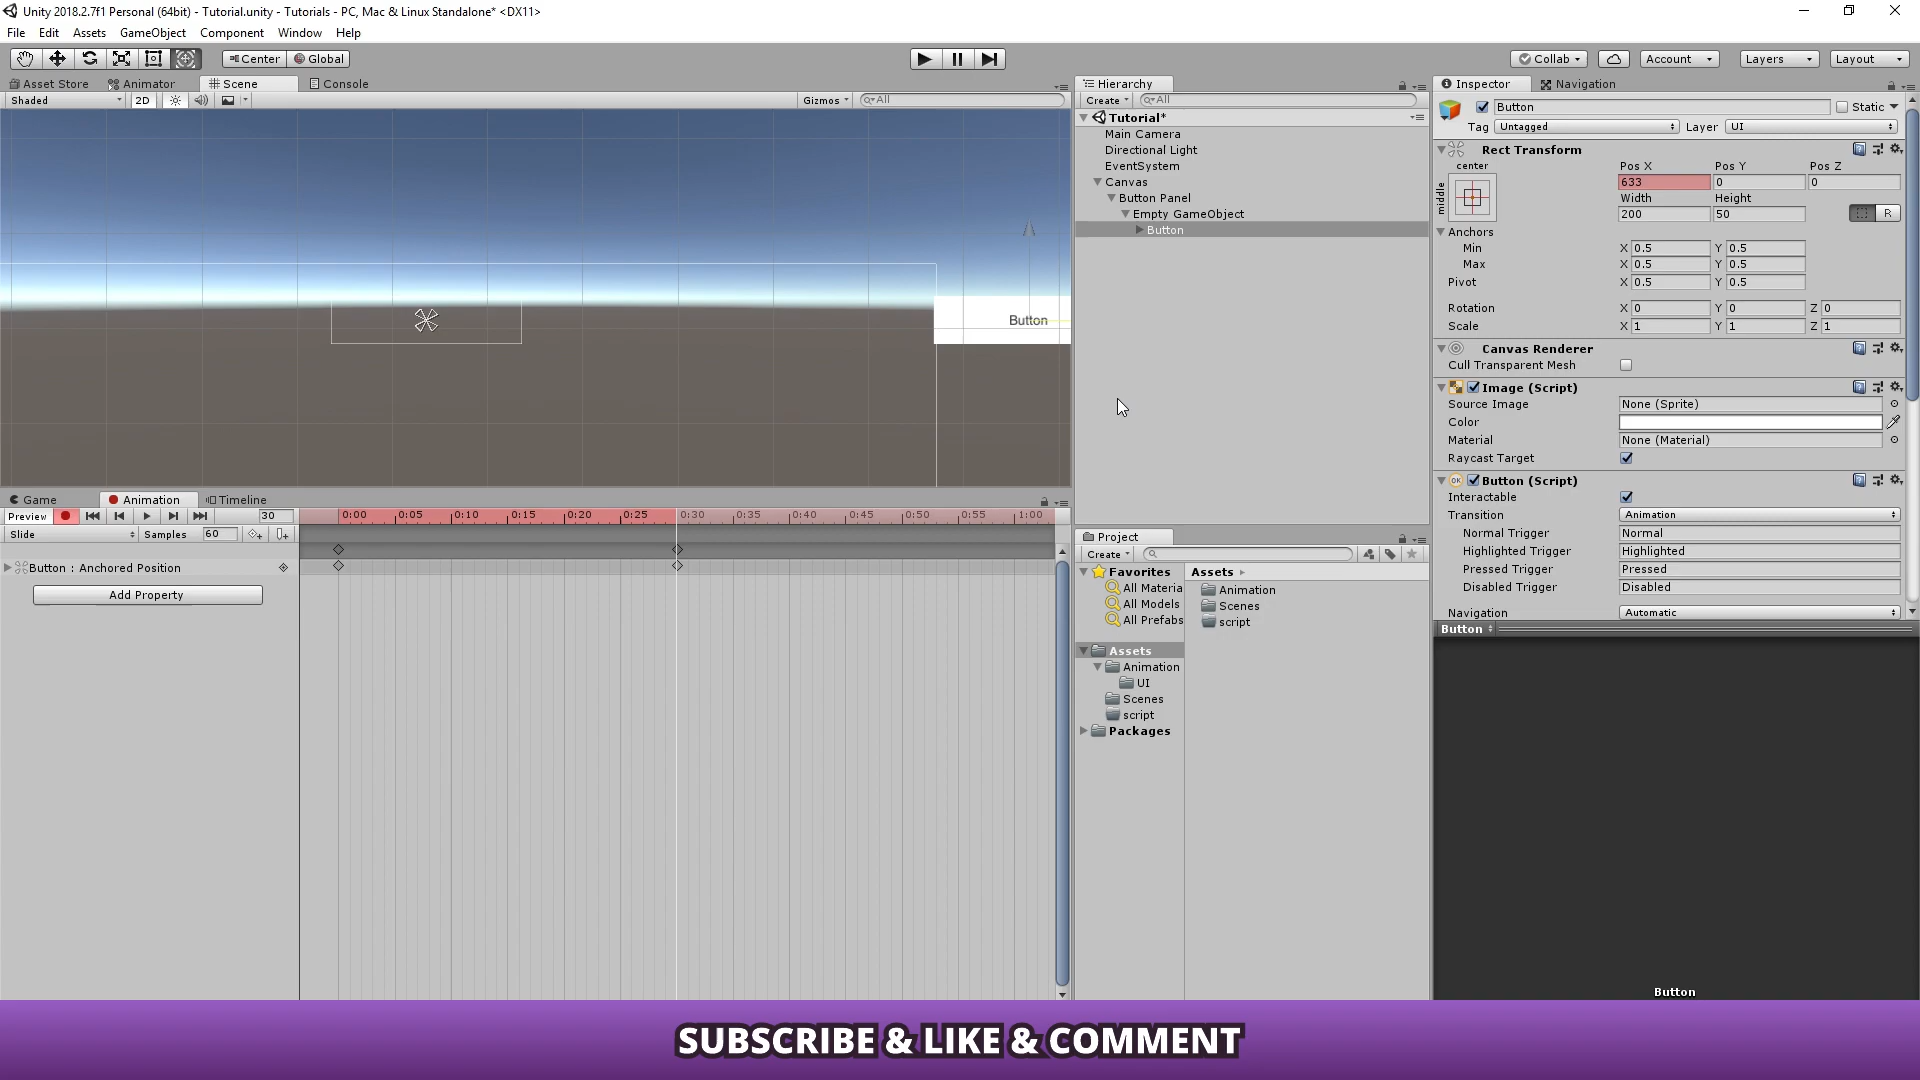 Unity 2018.2.7f1 Personal (64bit) - Tutorial.unity - Tutorials - PC, Mac & Linux Standalone* <DX11>
File Edit Assets GameObject Component Window Help
Center Global Collab Account Layers Layout
Asset Store Animator Scene Console
Shaded 2D Gizmos All
Button
Hierarchy
Create All
Tutorial*
Main Camera
Directional Light
EventSystem
Canvas
Button Panel
Empty GameObject
Button
Inspector Navigation
Button Static
Tag Untagged Layer UI
Rect Transform
center Pos X Pos Y Pos Z
middle 633 0 0
Width Height
200 50 R
Anchors
Min X 0.5 Y 0.5
Max X 0.5 Y 0.5
Pivot X 0.5 Y 0.5
Rotation X 0 Y 0 Z 0
Scale X 1 Y 1 Z 1
Canvas Renderer
Cull Transparent Mesh
Image (Script)
Source Image None (Sprite)
Color
Material None (Material)
Raycast Target
OK Button (Script)
Interactable
Transition Animation
Normal Trigger Normal
Highlighted Trigger Highlighted
Pressed Trigger Pressed
Disabled Trigger Disabled
Navigation Automatic
Button
Button
Game Animation Timeline
Preview 30 0:00 0:05 0:10 0:15 0:20 0:25 0:30 0:35 0:40 0:45 0:50 0:55 1:00
Slide Samples 60
Button : Anchored Position
Add Property
Project
Create
Favorites
All Materia
All Models
All Prefabs
Assets
Animation
UI
Scenes
script
Packages
Assets
Animation
Scenes
script
SUBSCRIBE & LIKE & COMMENT